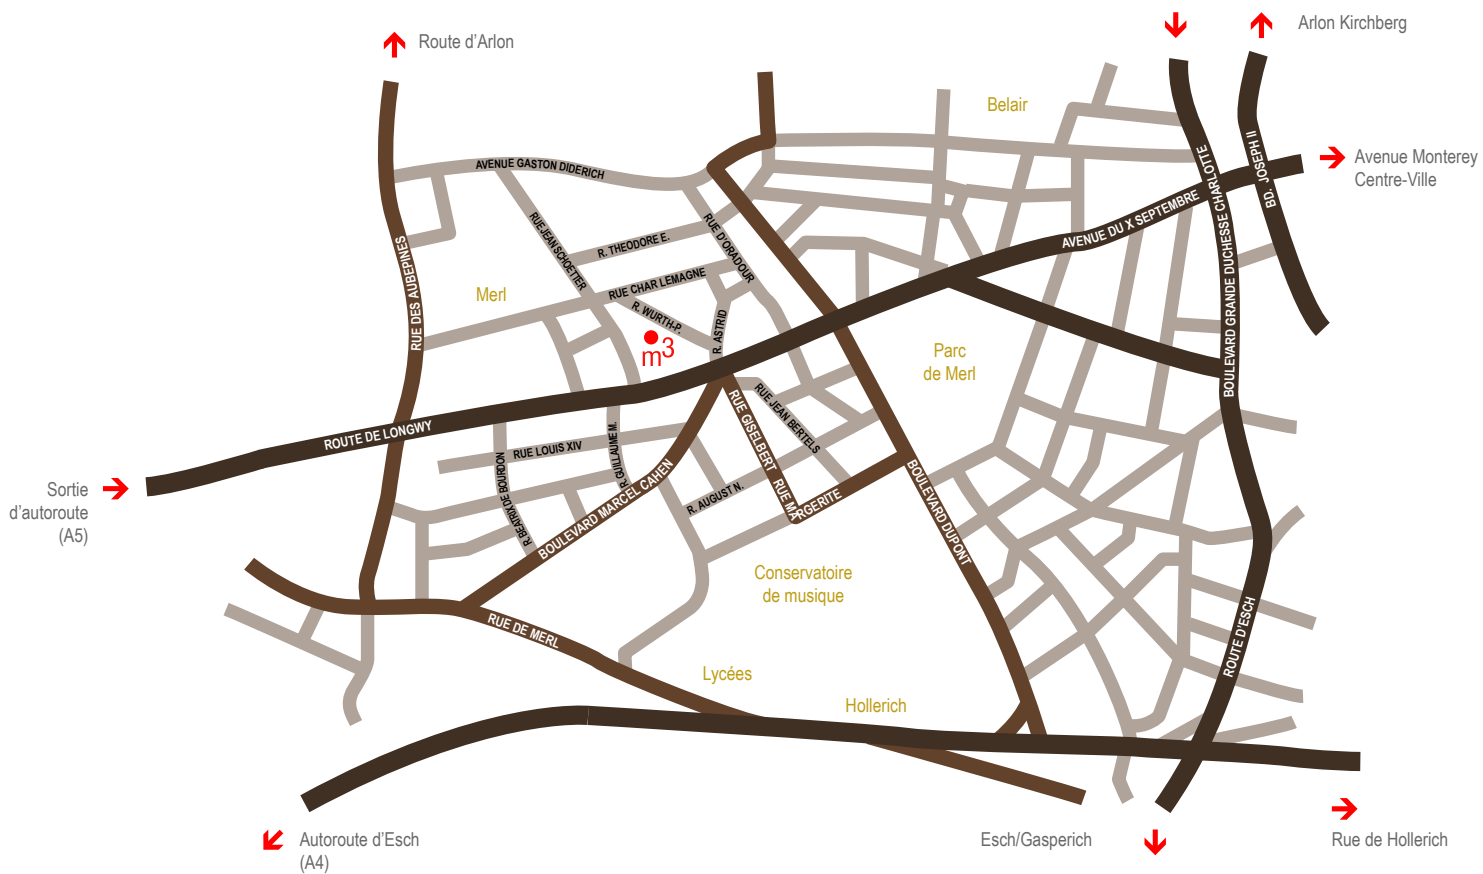 Arlon Kirchberg
Route d’Arlon
Belair
Avenue Monterey
Centre-Ville
AVENUE GASTON DIDERICH
BD. JOSEPH II
BOULEVARD GRANDE DUCHESSE CHARLOTTE
AVENUE DU X SEPTEMBRE
RUE JEAN SCHOETTER
RUE D’ORADOUR
R. THEODORE E.
RUE CHAR LEMAGNE
RUE DES AUBEPINES
Merl
R. WURTH-P.
R. ASTRID
m3
Parc
de Merl
ROUTE DE LONGWY
RUE GISELBERT
RUE JEAN BERTELS
RUE LOUIS XIV
R. GUILLAUME M.
R.BEATRIX DE BOURDON
BOULEVARD MARCEL CAHEN
R. AUGUST N.
RUE MARGERITE
BOULEVARD DUPONT
Sortie
d’autoroute
(A5)
Conservatoire
de musique
RUE DE MERL
ROUTE D’ESCH
Lycées
Hollerich
Autoroute d’Esch
(A4)
Esch/Gasperich
Rue de Hollerich